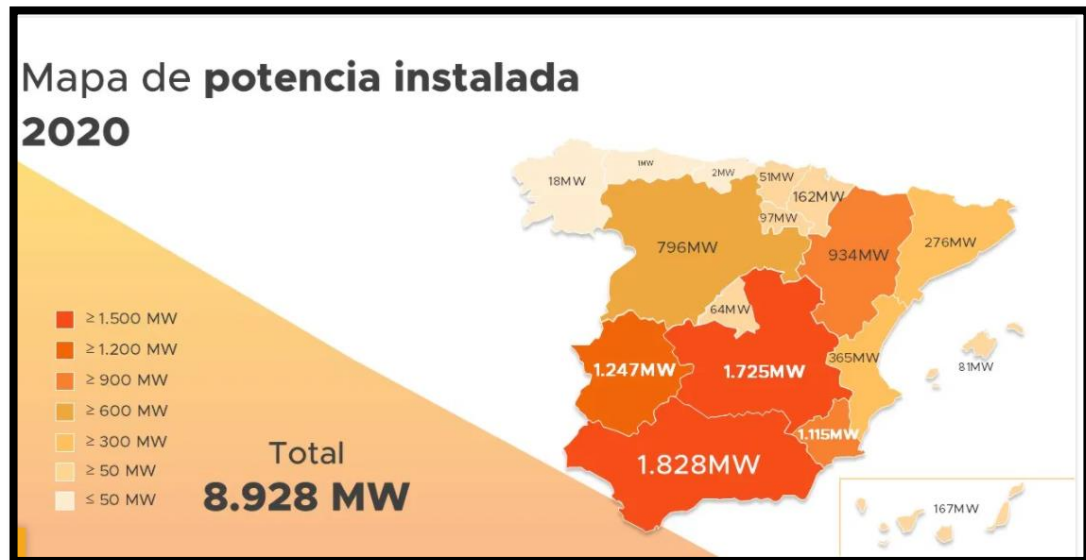 Mapa de potencia instalada
2020
1MW
2MW
51MW
18MW
162MW
97MW
276MW
796MW
934MW
64MW
≥ 1.500 MW
≥ 1.200 MW
≥ 900 MW
≥ 600 MW
≥ 300 MW
≥ 50 MW
≤ 50 MW
365MW
81MW
1.247MW
1.725MW
1.115MW
1.828MW
Total
8.928 MW
167MW